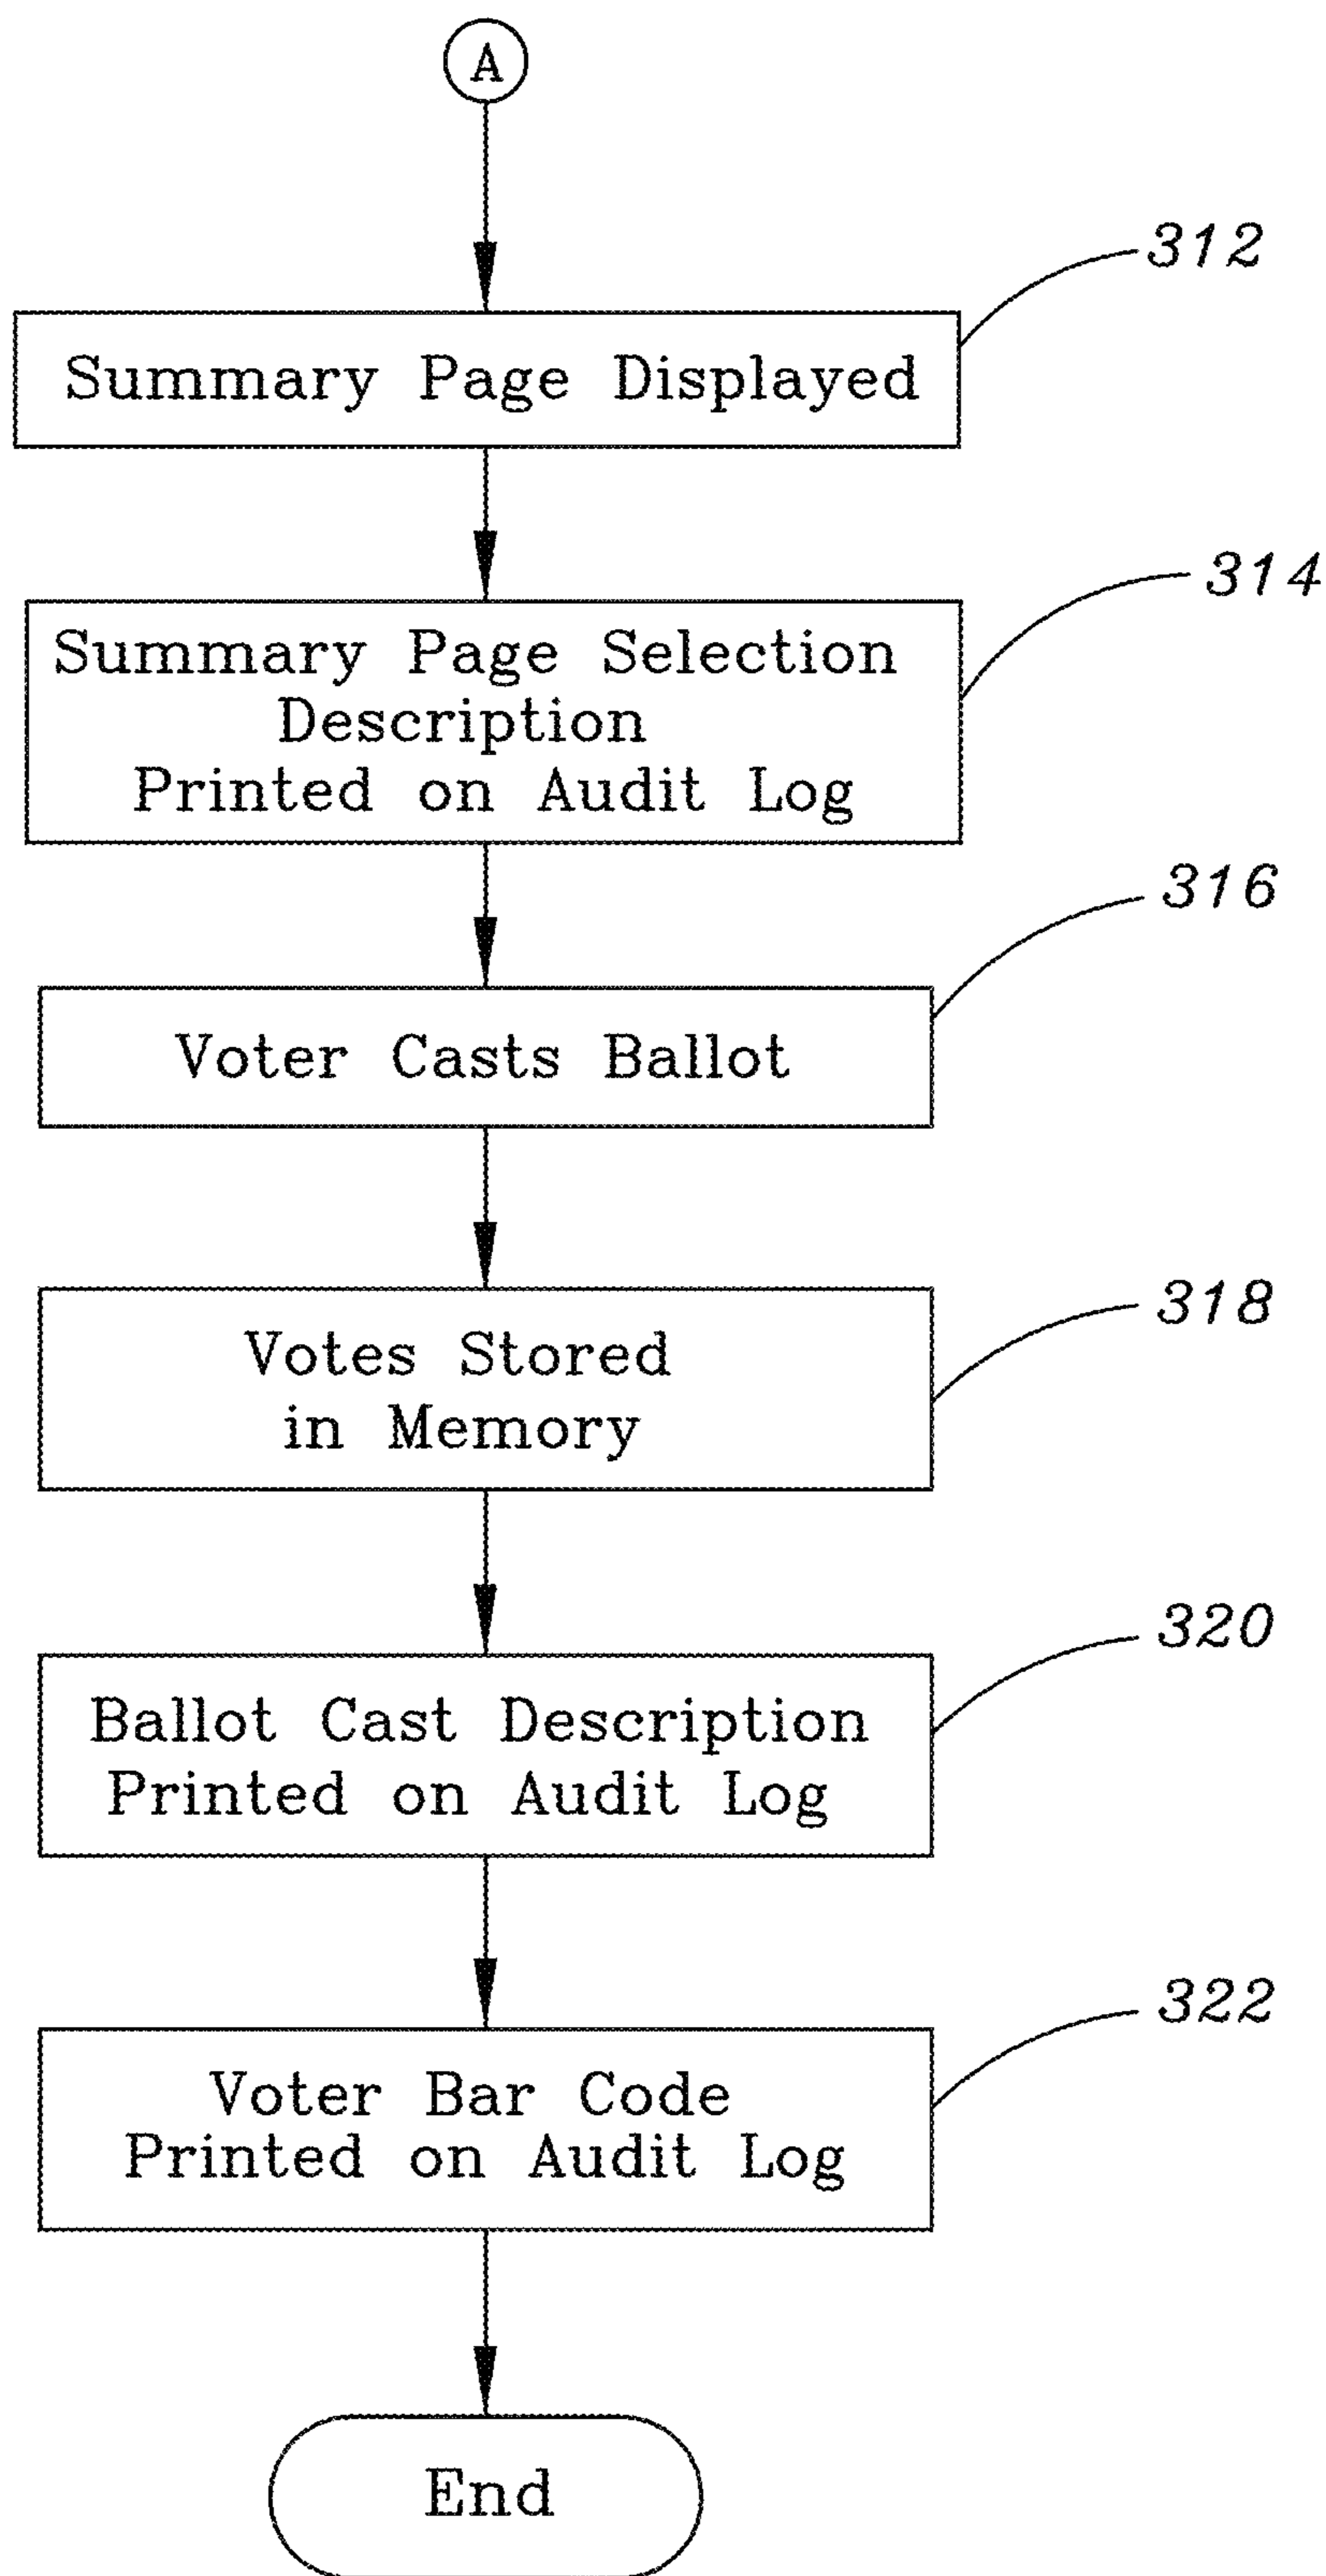 A
312
Summary Page Displayed
314
Summary Page Selection
Description
Printed on Audit Log
316
Voter Casts Ballot
318
Votes Stored
in Memory
320
Ballot Cast Description
Printed on Audit Log
322
Voter Bar Code
Printed on Audit Log
End